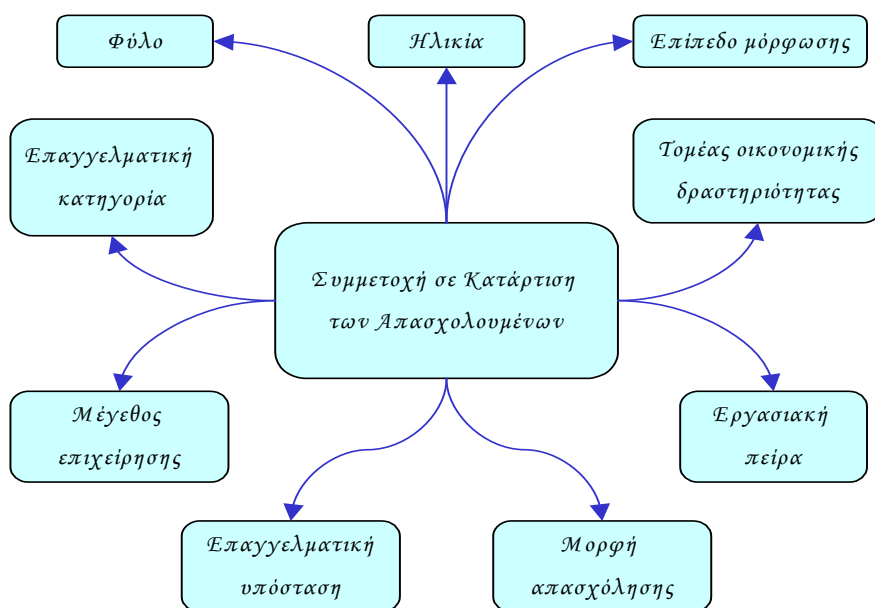 Φύλο
Ηλικία
Επίπεδο μόρφωσης
Επαγγελματική
κατηγορία
Τομέας οικονομικής
δραστηριότητας
Συμμετοχή σε Κατάρτιση
των Απασχολουμένων
Μέγεθος
επιχείρησης
Εργασιακή
πείρα
Επαγγελματική
υπόσταση
Μορφή
απασχόλησης